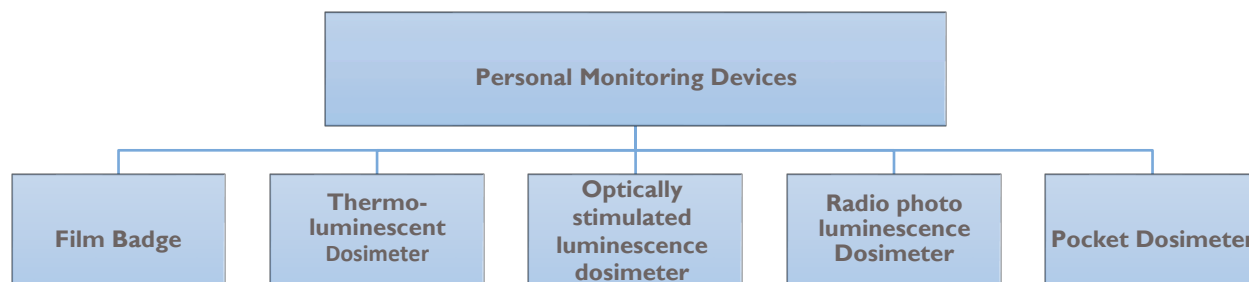 Personal Monitoring Devices
Film Badge
Thermo-
luminescent
Dosimeter
Optically
stimulated
luminescence
dosimeter
Radio photo
luminescence
Dosimeter
Pocket Dosimeter